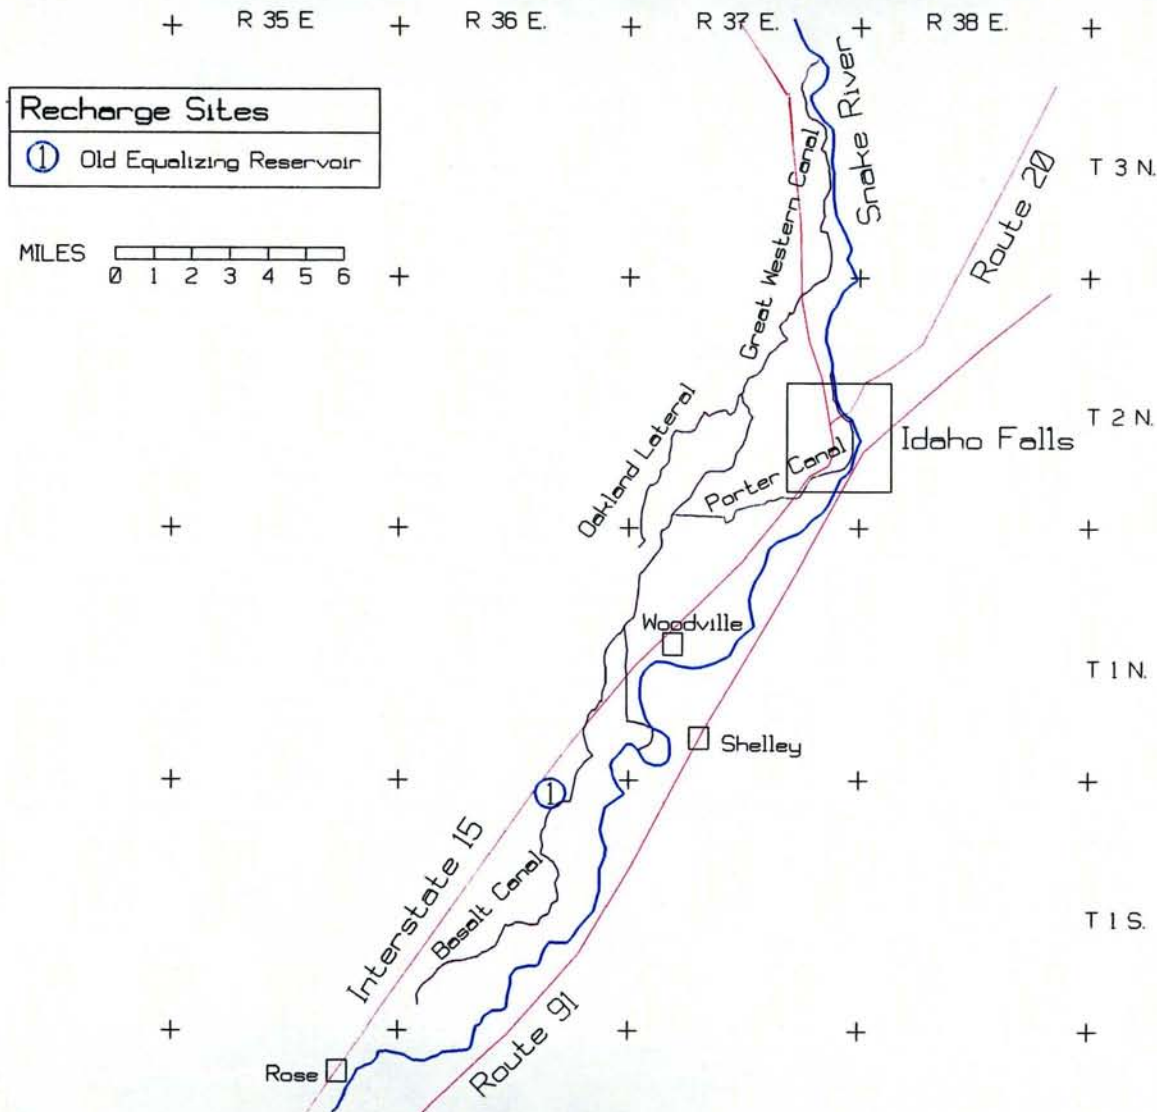 R 35 E
R 36 E.
R 37 E.
R 38 E.
Recharge Sites
1 Old Equalizing Reservoir
MILES
0 1 2 3 4 5 6
Snake River
Great Western Canal
Route 20
T 3 N.
Oakland Lateral
Porter Canal
Idaho Falls
T 2 N.
Woodville
T 1 N.
Shelley
1
Interstate 15
Basalt Canal
T 1 S.
Route 91
Rose